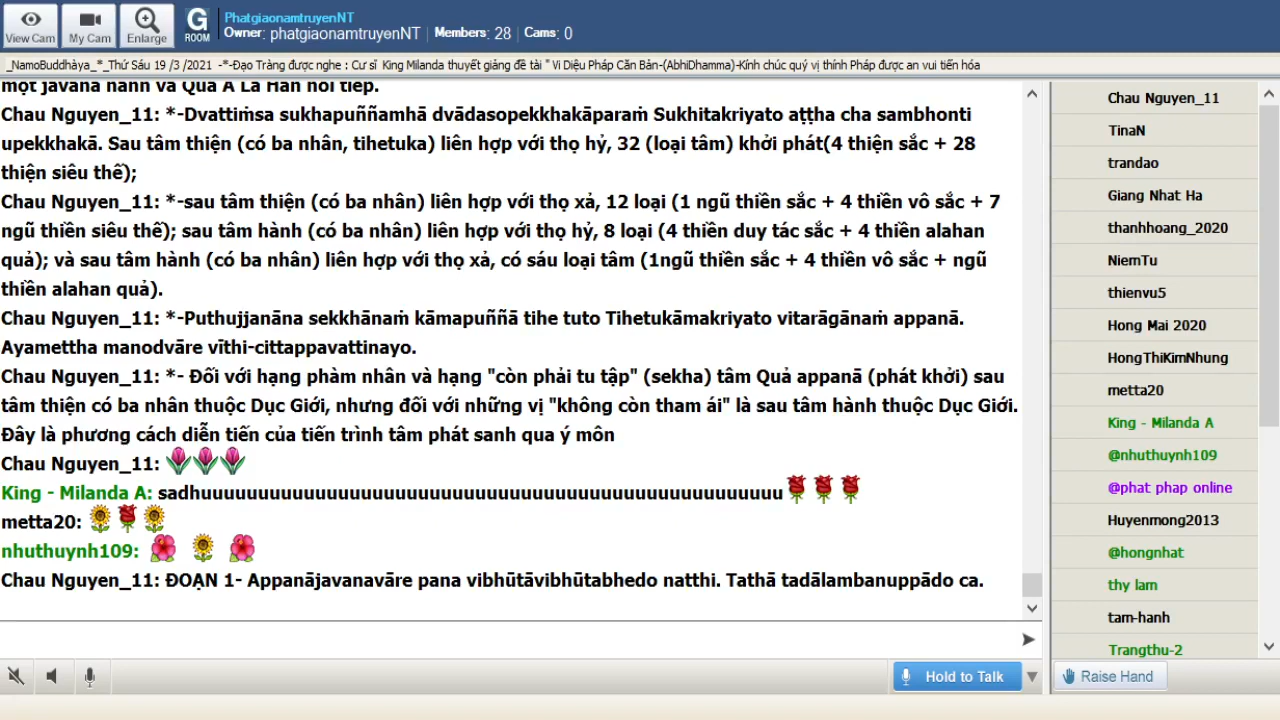 View Cam
My Cam
Enlarge
G
ROOM
PhatgiaonamtruyenNT
Owner: phatgiaonamtruyenNT | Members: 28 | Cams: 0
_NamoBuddhàya_*_Thứ Sáu 19 /3 /2021 -*-Đạo Tràng được nghe : Cư sĩ King Milanda thuyết giảng đề tài " Vi Diệu Pháp Căn Bản-(AbhiDhamma)-Kính chúc quý vị thính Pháp được an vui tiến hóa
một javana hành và Quả A La Hán nối tiếp.
Chau Nguyen_11: *-Dvattiṁsa sukhapuññamhā dvādasopekkhakāparaṁ Sukhitakriyato aṭṭha cha sambhonti
upekkhakā. Sau tâm thiện (có ba nhân, tihetuka) liên hợp với thọ hỷ, 32 (loại tâm) khởi phát(4 thiện sắc + 28
thiện siêu thế);
Chau Nguyen_11: *-sau tâm thiện (có ba nhân) liên hợp với thọ xả, 12 loại (1 ngũ thiền sắc + 4 thiền vô sắc + 7
ngũ thiền siêu thế); sau tâm hành (có ba nhân) liên hợp với thọ hỷ, 8 loại (4 thiền duy tác sắc + 4 thiền alahan
quả); và sau tâm hành (có ba nhân) liên hợp với thọ xả, có sáu loại tâm (1ngũ thiền sắc + 4 thiền vô sắc + ngũ
thiền alahan quả).
Chau Nguyen_11: *-Puthujjanāna sekkhānaṁ kāmapuññā tihe tuto Tihetukāmakriyato vitarāgānaṁ appanā.
Ayamettha manodvāre vīthi-cittappavattinayo.
Chau Nguyen_11: *- Đối với hạng phàm nhân và hạng "còn phải tu tập" (sekha) tâm Quả appanā (phát khởi) sau
tâm thiện có ba nhân thuộc Dục Giới, nhưng đối với những vị "không còn tham ái" là sau tâm hành thuộc Dục Giới.
Đây là phương cách diễn tiến của tiến trình tâm phát sanh qua ý môn
Chau Nguyen_11:
King - Milanda A: sadhuuuuuuuuuuuuuuuuuuuuuuuuuuuuuuuuuuuuuuuuuuuuuuuuuuu
metta20:
nhuthuynh109:
Chau Nguyen_11: ĐOẠN 1- Appanājavanavāre pana vibhūtāvibhūtabhedo natthi. Tathā tadālambanuppādo ca.
Chau Nguyen_11
TinaN
trandao
Giang Nhat Ha
thanhhoang_2020
NiemTu
thienvu5
Hong Mai 2020
HongThiKimNhung
metta20
King - Milanda A
@nhuthuynh109
@phat phap online
Huyenmong2013
@hongnhat
thy lam
tam-hanh
Trangthu-2
Hold to Talk
Raise Hand